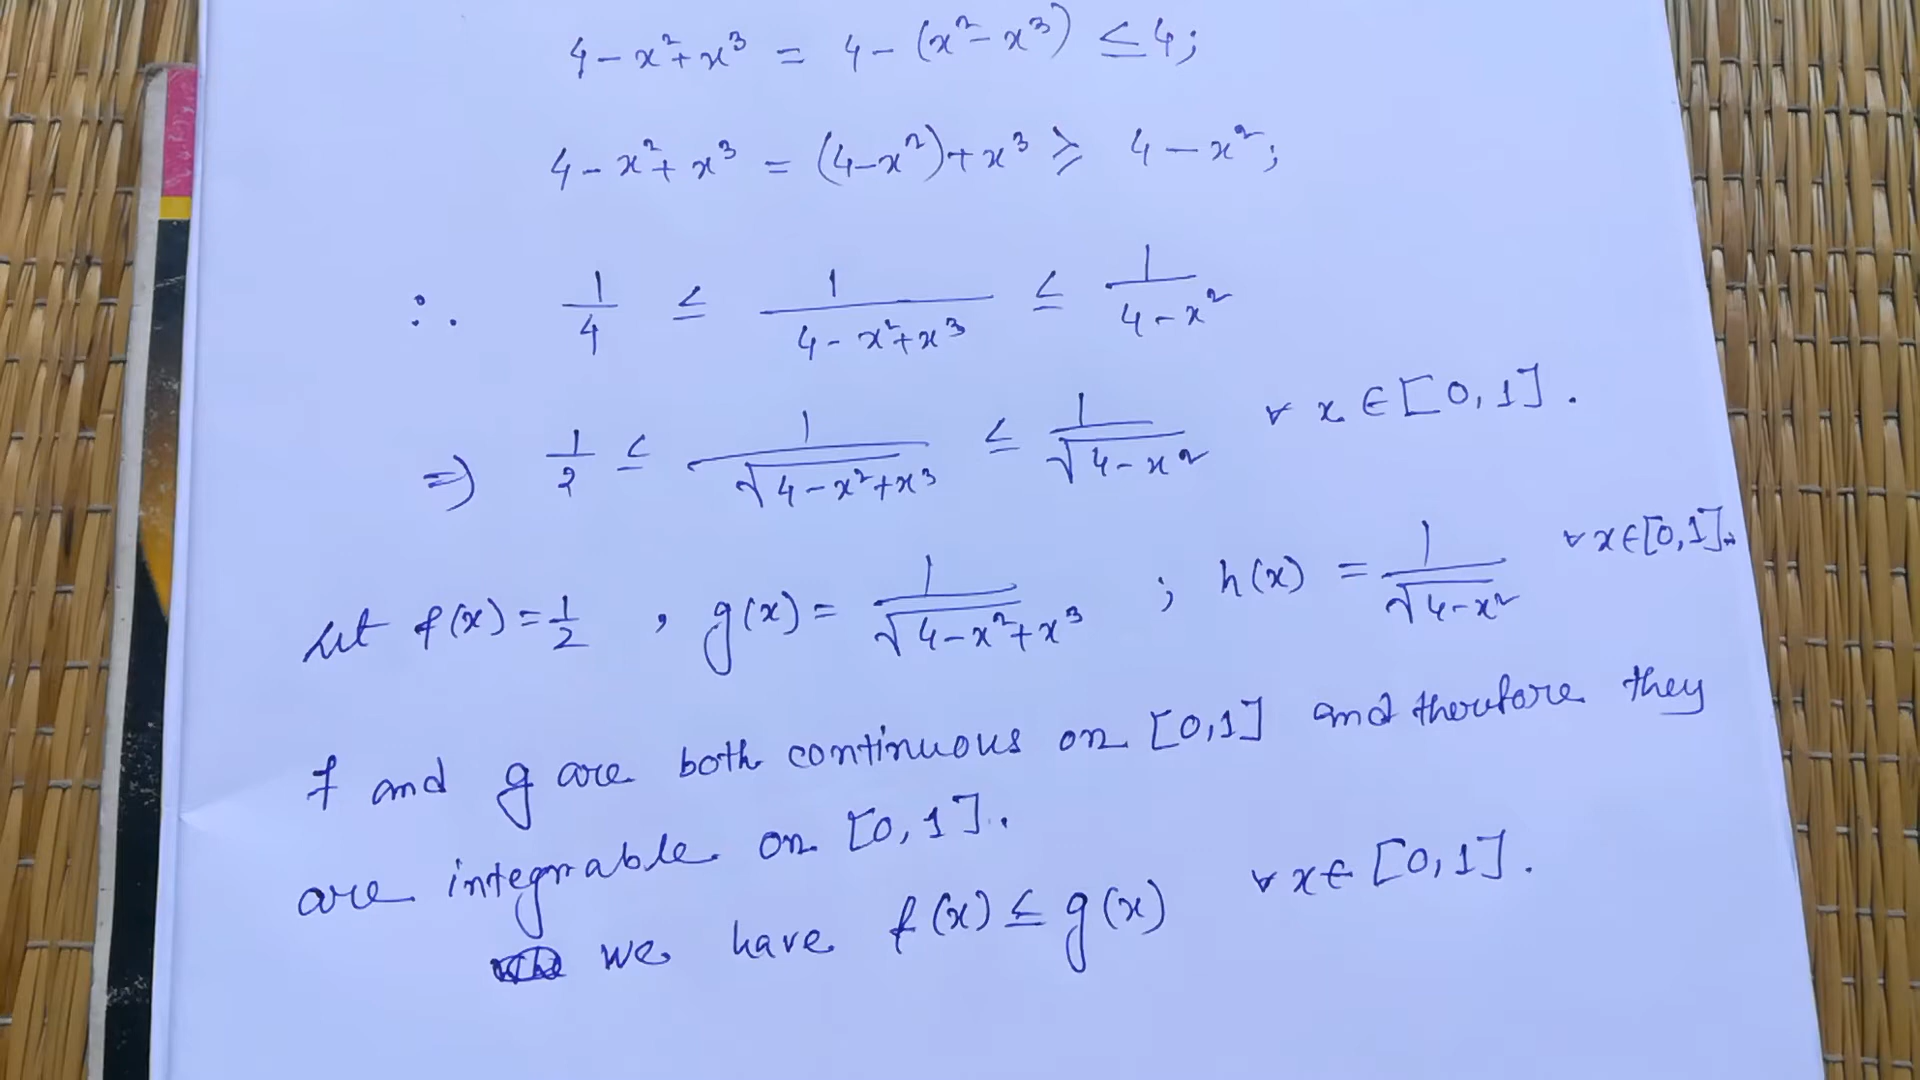 4-x²+x³ = 4-(x²-x³) ≤ 4;
4-x²+x³ = (4-x²)+x³ ≥ 4-x²;
∴ 1/4 ≤ 1/(4-x²+x³) ≤ 1/(4-x²)
⇒ 1/2 ≤ 1/√(4-x²+x³) ≤ 1/√(4-x²) ∀ x ∈ [0,1].
Let f(x)=1/2, g(x)= 1/√(4-x²+x³) ; h(x) = 1/√(4-x²) ∀ x∈[0,1].
f and g are both continuous on [0,1] and therefore they
are integrable on [0,1].
we have f(x) ≤ g(x) ∀ x∈ [0,1].